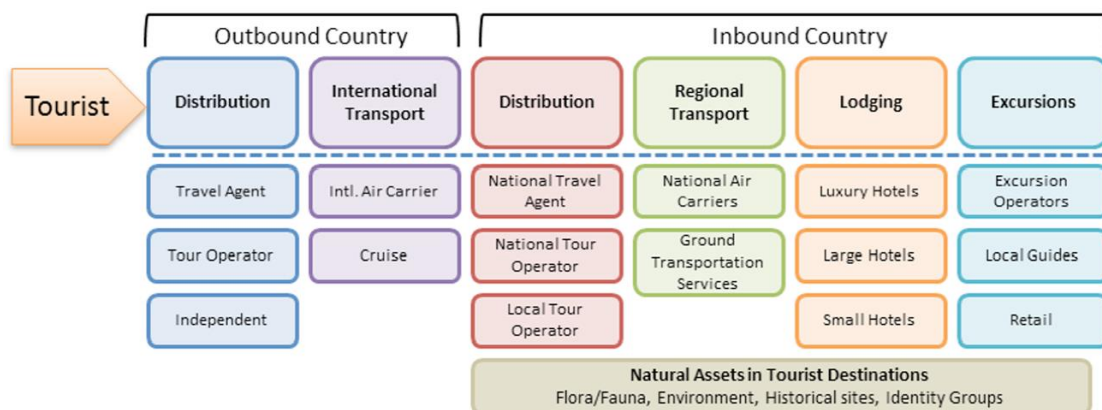 Outbound Country
Inbound Country
Tourist
Distribution
International
Transport
Distribution
Regional
Transport
Lodging
Excursions
Travel Agent
Intl. Air Carrier
National Travel
Agent
National Air
Carriers
Luxury Hotels
Excursion
Operators
Tour Operator
Cruise
National Tour
Operator
Ground
Transportation
Services
Large Hotels
Local Guides
Independent
Local Tour
Operator
Small Hotels
Retail
Natural Assets in Tourist Destinations
Flora/Fauna, Environment, Historical sites, Identity Groups